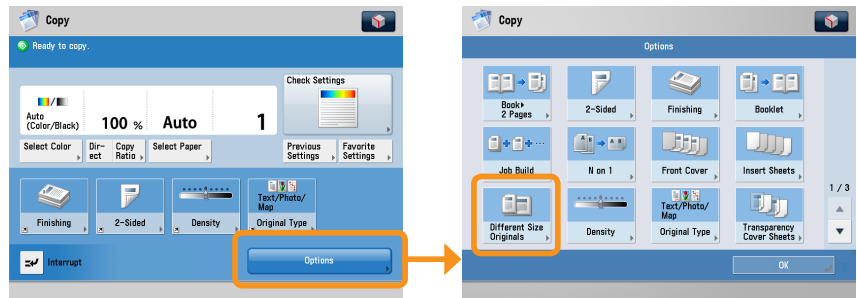 Copy
Ready to copy.
Check Settings
Auto
(Color/Black)
100 %
Auto
1
Select Color
Dir-
ect
Copy
Ratio
Select Paper
Previous
Settings
Favorite
Settings
Finishing
2-Sided
Density
Text/Photo/
Map
Original Type
Interrupt
Options
Copy
Options
Book
2 Pages
2-Sided
Finishing
Booklet
Job Build
N on 1
Front Cover
Insert Sheets
Different Size
Originals
Density
Text/Photo/
Map
Original Type
Transparency
Cover Sheets
1 / 3
OK